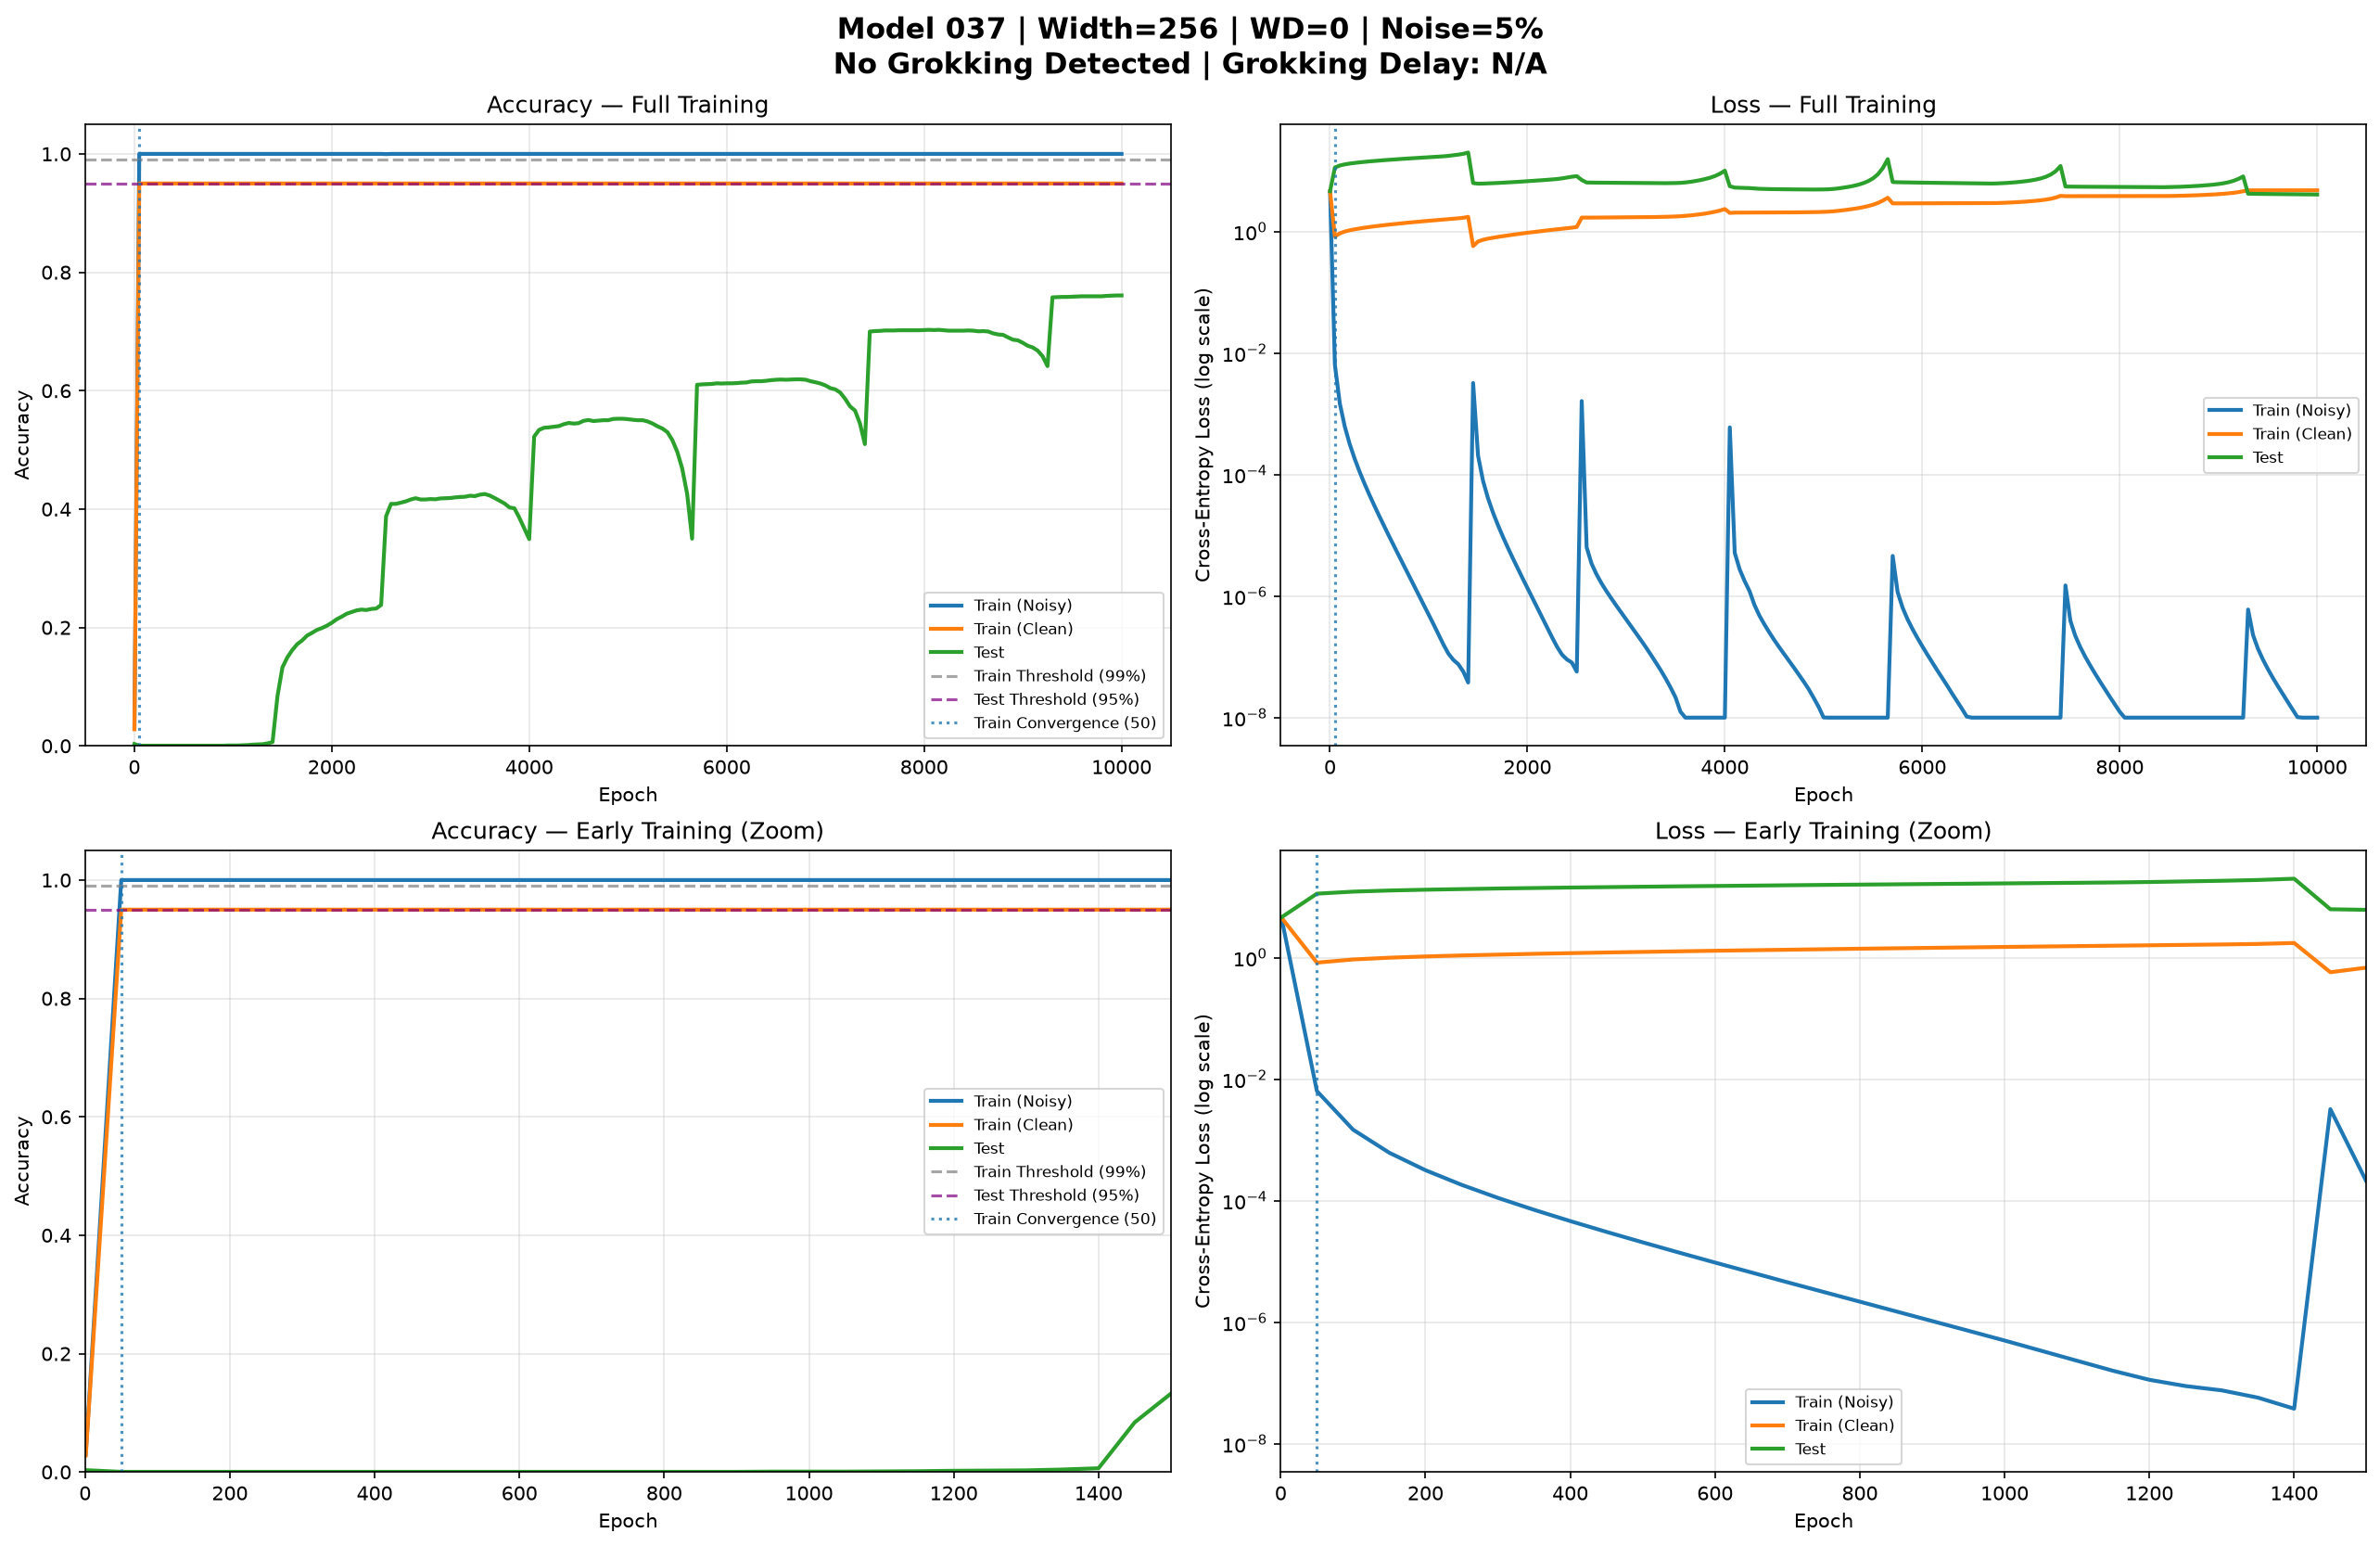 Model 037 | Width=256 | WD=0 | Noise=5%
No Grokking Detected | Grokking Delay: N/A
Accuracy — Full Training
Accuracy
1.0
0.8
0.6
0.4
0.2
0.0
Train (Noisy)
Train (Clean)
Test
Train Threshold (99%)
Test Threshold (95%)
Train Convergence (50)
0 2000 4000 6000 8000 10000
Epoch
Loss — Full Training
Cross-Entropy Loss (log scale)
10⁰
10⁻²
10⁻⁴
10⁻⁶
10⁻⁸
Train (Noisy)
Train (Clean)
Test
0 2000 4000 6000 8000 10000
Epoch
Accuracy — Early Training (Zoom)
Accuracy
1.0
0.8
0.6
0.4
0.2
0.0
Train (Noisy)
Train (Clean)
Test
Train Threshold (99%)
Test Threshold (95%)
Train Convergence (50)
0 200 400 600 800 1000 1200 1400
Epoch
Loss — Early Training (Zoom)
Cross-Entropy Loss (log scale)
10⁰
10⁻²
10⁻⁴
10⁻⁶
10⁻⁸
Train (Noisy)
Train (Clean)
Test
0 200 400 600 800 1000 1200 1400
Epoch